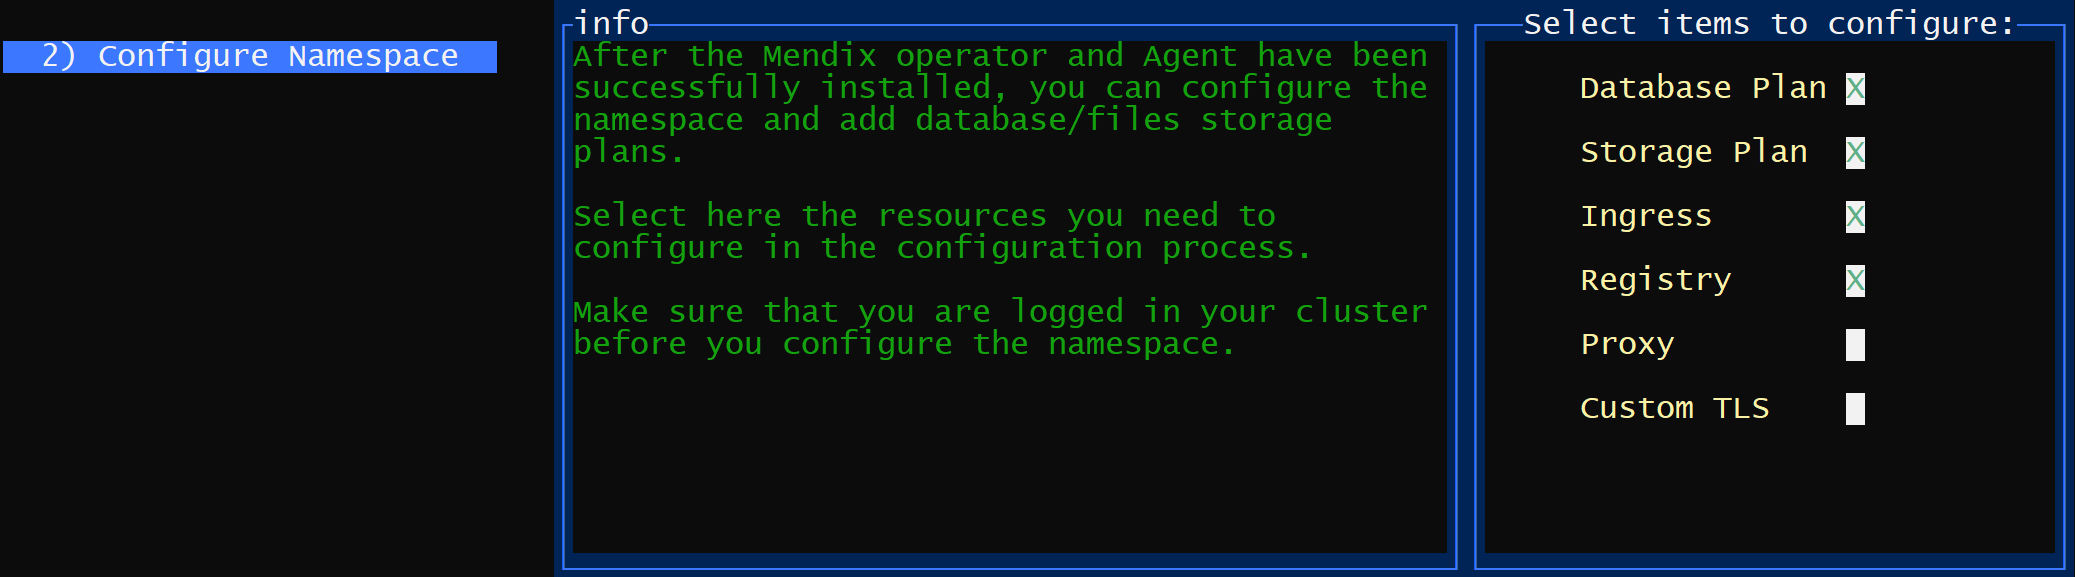 2) Configure Namespace
info
After the Mendix operator and Agent have been
successfully installed, you can configure the
namespace and add database/files storage
plans.
Select here the resources you need to
configure in the configuration process.
Make sure that you are logged in your cluster
before you configure the namespace.
Select items to configure:
Database Plan X
Storage Plan X
Ingress X
Registry X
Proxy
Custom TLS